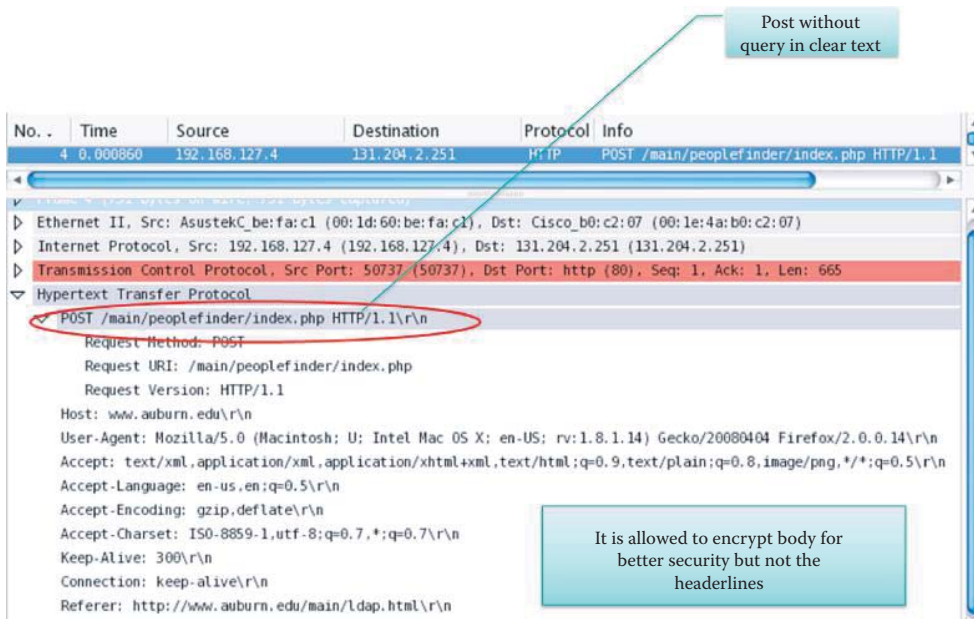 Post without
query in clear text
No. . Time Source Destination Protocol Info
4 0.000860 192.168.127.4 131.204.2.251 HTTP POST /main/peoplefinder/index.php HTTP/1.1
Ethernet II, Src: AsustekC_be:fa:c1 (00:1d:60:be:fa:c1), Dst: Cisco_b0:c2:07 (00:1e:4a:b0:c2:07)
Internet Protocol, Src: 192.168.127.4 (192.168.127.4), Dst: 131.204.2.251 (131.204.2.251)
Transmission Control Protocol, Src Port: 50737 (50737), Dst Port: http (80), Seq: 1, Ack: 1, Len: 665
Hypertext Transfer Protocol
POST /main/peoplefinder/index.php HTTP/1.1\r\n
Request Method: POST
Request URI: /main/peoplefinder/index.php
Request Version: HTTP/1.1
Host: www.auburn.edu\r\n
User-Agent: Mozilla/5.0 (Macintosh; U; Intel Mac OS X; en-US; rv:1.8.1.14) Gecko/20080404 Firefox/2.0.0.14\r\n
Accept: text/xml,application/xml,application/xhtml+xml,text/html;q=0.9,text/plain;q=0.8,image/png,*/*;q=0.5\r\n
Accept-Language: en-us,en;q=0.5\r\n
Accept-Encoding: gzip,deflate\r\n
Accept-Charset: ISO-8859-1,utf-8;q=0.7,*;q=0.7\r\n
Keep-Alive: 300\r\n
Connection: keep-alive\r\n
Referer: http://www.auburn.edu/main/ldap.html\r\n
It is allowed to encrypt body for
better security but not the
headerlines